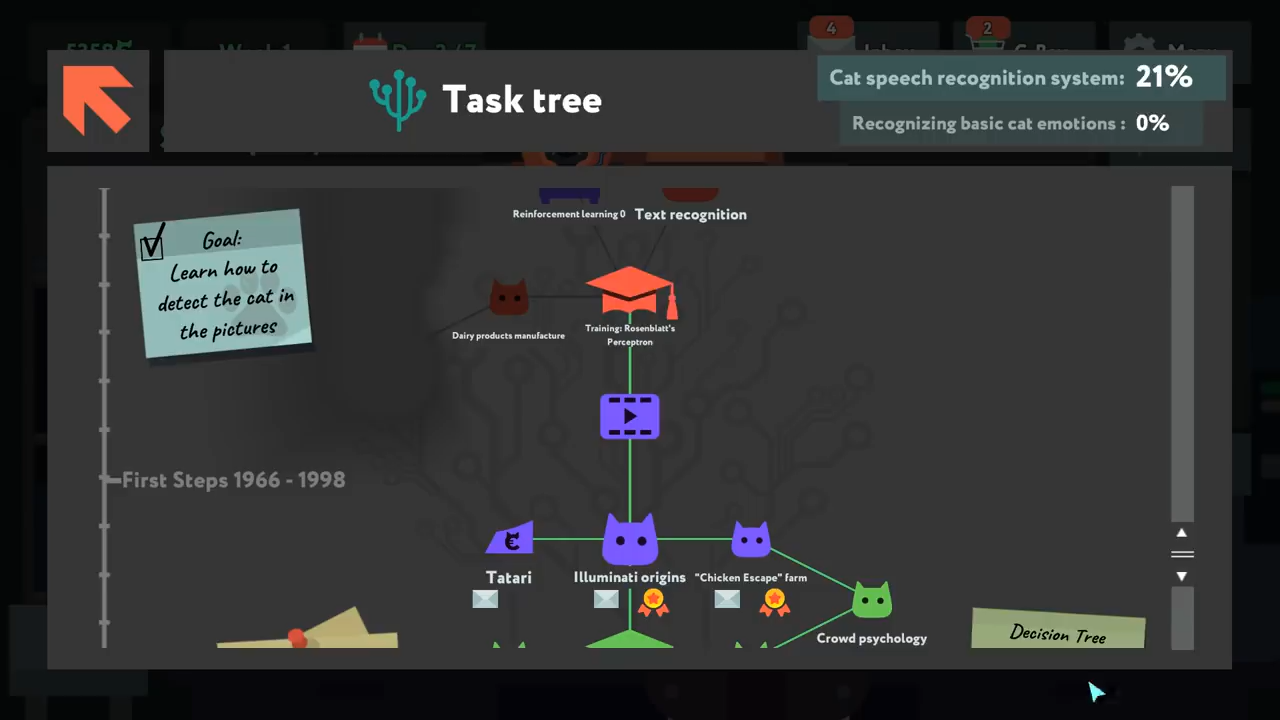 4
2
Task tree
Cat speech recognition system: 21%
Recognizing basic cat emotions : 0%
Reinforcement learning 0
Text recognition
Goal:
Learn how to
detect the cat in
the pictures
Dairy products manufacture
Training: Rosenblatt's
Perceptron
First Steps 1966 - 1998
Tatari
Illuminati origins
"Chicken Escape" farm
Crowd psychology
Decision Tree